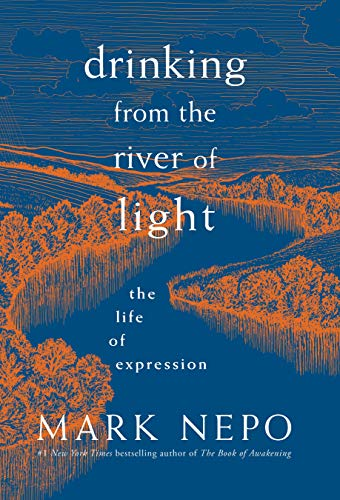 drinking
from the
river of
light
the
life
of
expression
MARK NEPO
#1 New York Times bestselling author of The Book of Awakening